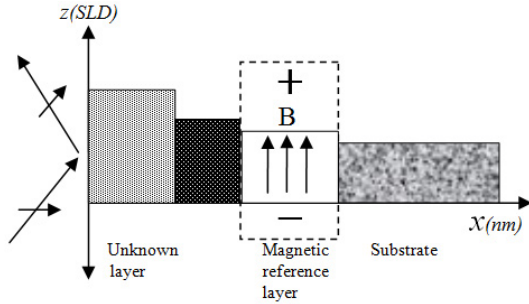 z(SLD)
+
B
−
x(nm)
Unknown
layer
Magnetic
reference
layer
Substrate